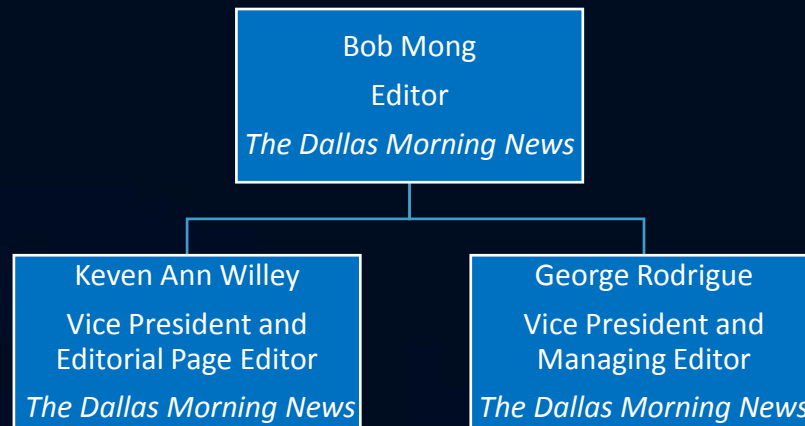 Bob Mong
Editor
The Dallas Morning News
Keven Ann Willey
Vice President and
Editorial Page Editor
The Dallas Morning News
George Rodrigue
Vice President and
Managing Editor
The Dallas Morning News